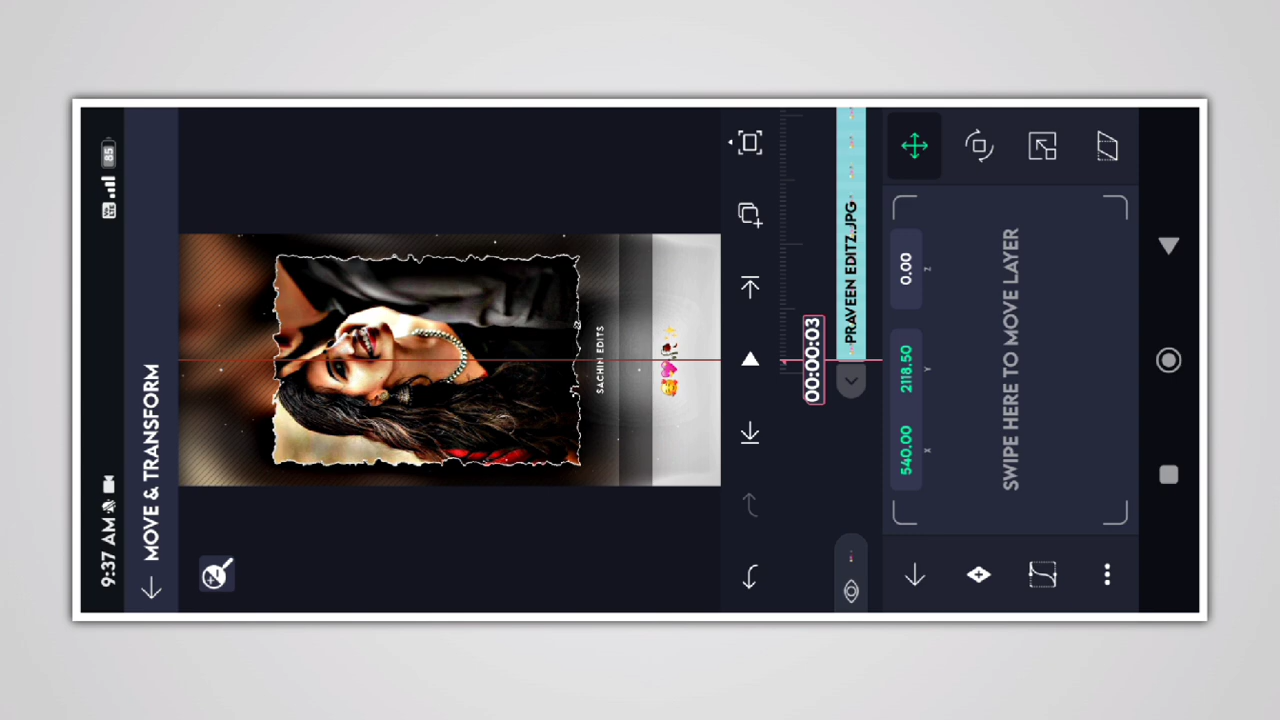 9:37 AM
85
MOVE & TRANSFORM
SACHIN EDITS
00:00:03
PRAVEEN EDITZ.JPG
540.00
2118.50
0.00
X
Y
Z
SWIPE HERE TO MOVE LAYER